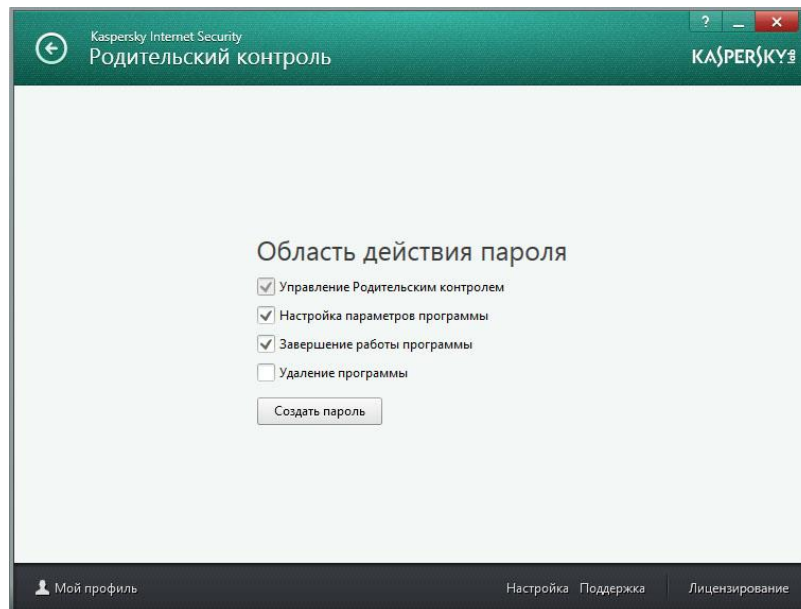 ?
Kaspersky Internet Security
Родительский контроль
KASPERSKY lab
Область действия пароля
Управление Родительским контролем
Настройка параметров программы
Завершение работы программы
Удаление программы
Создать пароль
Мой профиль
Настройка Поддержка Лицензирование